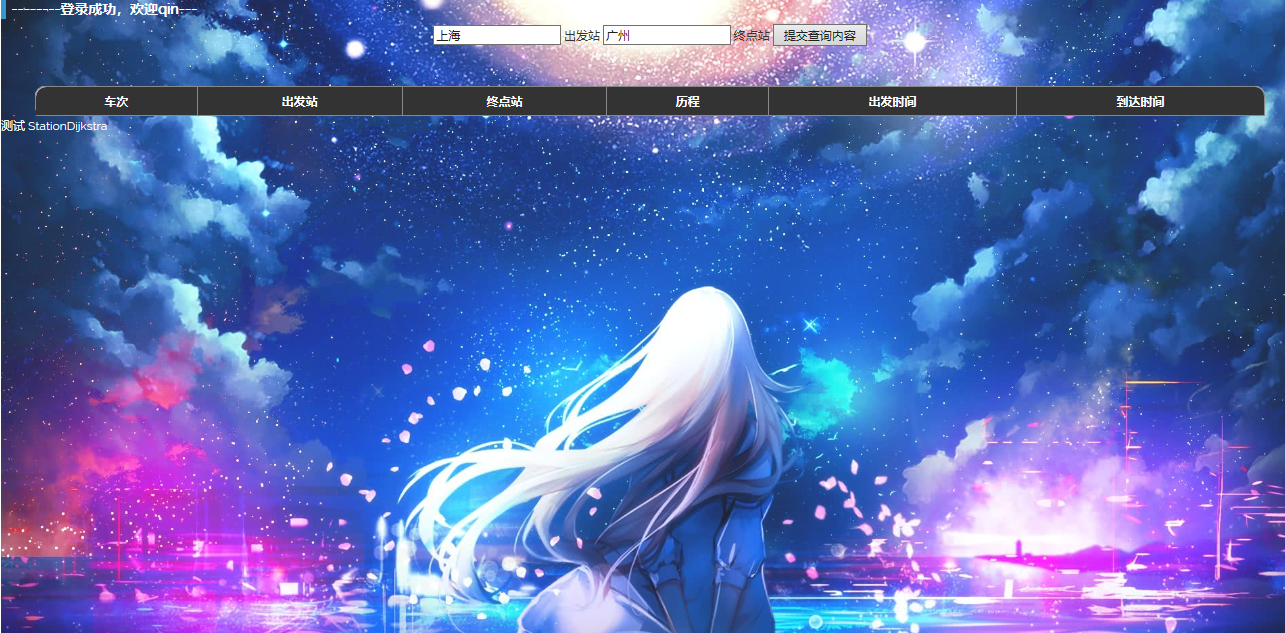 --------登录成功，欢迎qin---
上海 出发站 广州 终点站 提交查询内容
车次 出发站 终点站 历程 出发时间 到达时间
测试 StationDijkstra